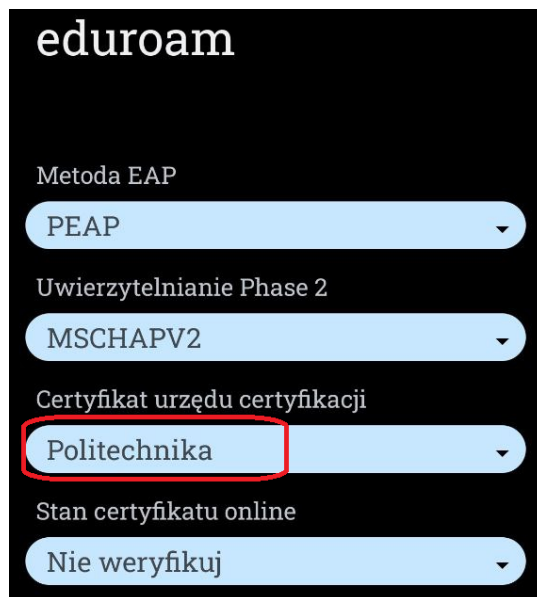 eduroam
Metoda EAP
PEAP
Uwierzytelnianie Phase 2
MSCHAPV2
Certyfikat urzędu certyfikacji
Politechnika
Stan certyfikatu online
Nie weryfikuj